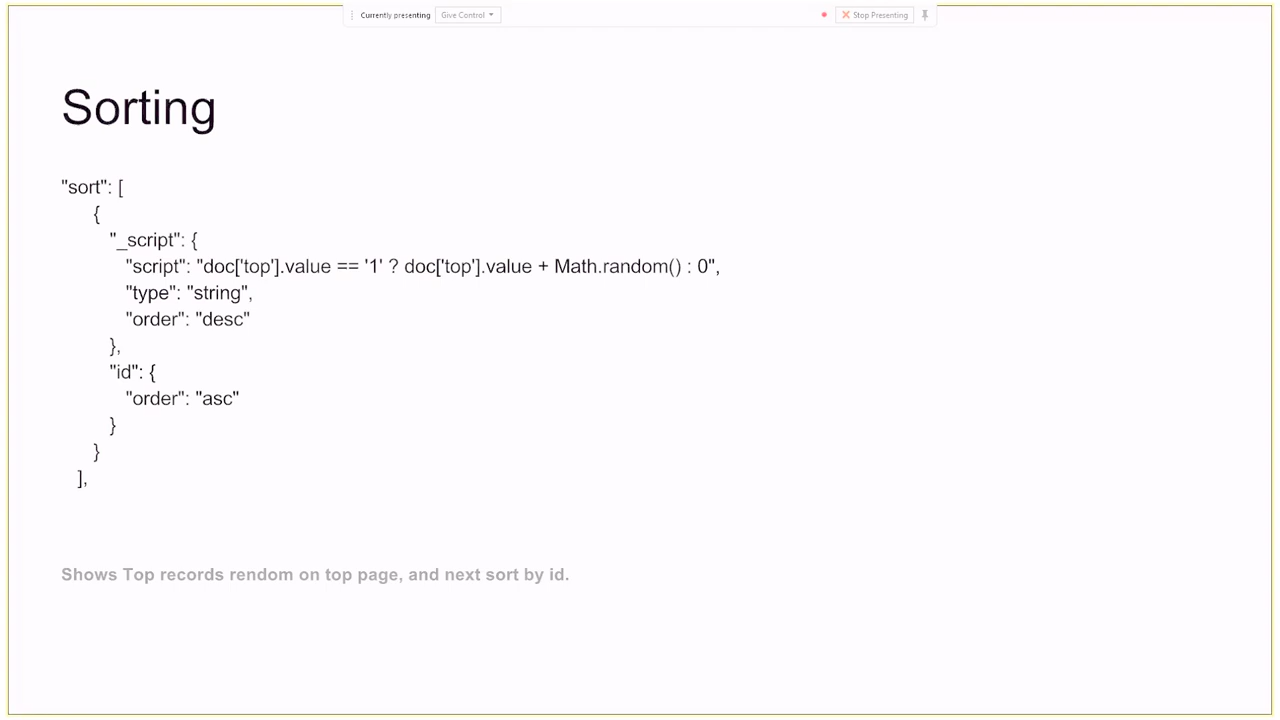 Currently presenting Give Control Stop Presenting
Sorting
"sort": [
{
"_script": {
"script": "doc['top'].value == '1' ? doc['top'].value + Math.random() : 0",
"type": "string",
"order": "desc"
},
"id": {
"order": "asc"
}
}
],
Shows Top records rendom on top page, and next sort by id.